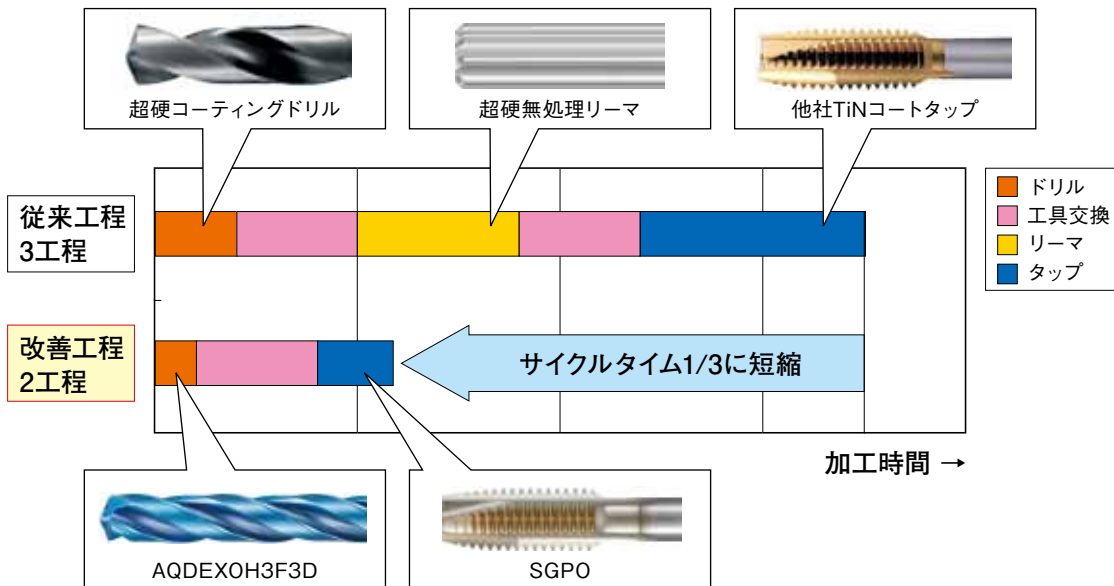 超硬コーティングドリル
超硬無処理リーマ
他社TiNコートタップ
従来工程
3工程
ドリル
工具交換
リーマ
タップ
改善工程
2工程
サイクルタイム1/3に短縮
加工時間 →
AQDEXOH3F3D
SGPO